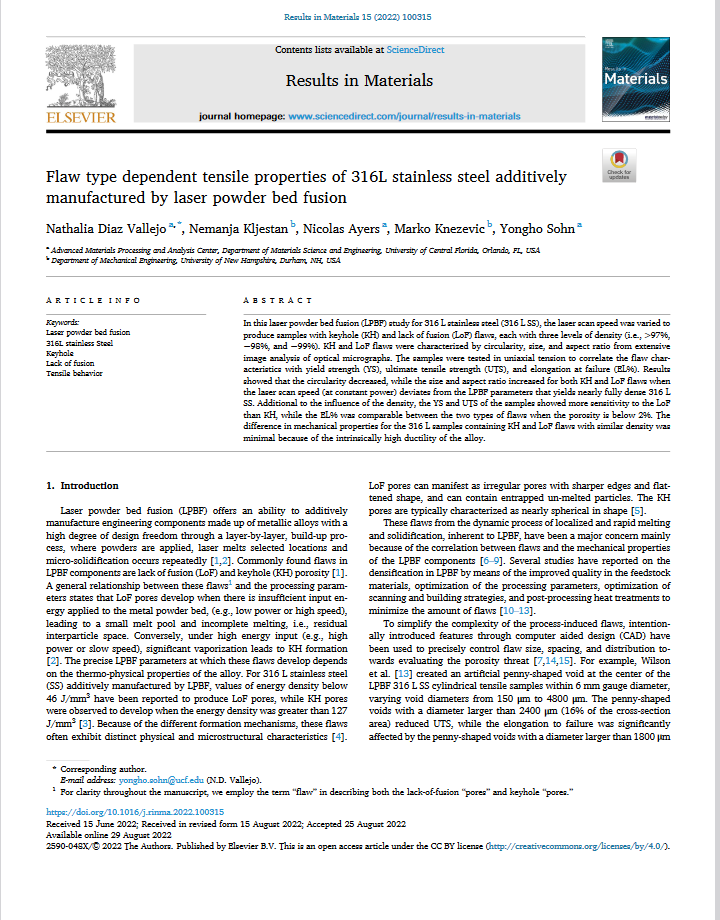 Results in Materials 15 (2022) 100315
ELSEVIER
Contents lists available at ScienceDirect
Results in Materials
journal homepage: www.sciencedirect.com/journal/results-in-materials
Results in
Materials
Check for
updates
Flaw type dependent tensile properties of 316L stainless steel additively
manufactured by laser powder bed fusion
Nathalia Diaz Vallejo a,*, Nemanja Kljestan b, Nicolas Ayers a, Marko Knezevic b, Yongho Sohn a
a Advanced Materials Processing and Analysis Center, Department of Materials Science and Engineering, University of Central Florida, Orlando, FL, USA
b Department of Mechanical Engineering, University of New Hampshire, Durham, NH, USA
A R T I C L E I N F O
Keywords:
Laser powder bed fusion
316L stainless Steel
Keyhole
Lack of fusion
Tensile behavior
A B S T R A C T
In this laser powder bed fusion (LPBF) study for 316 L stainless steel (316 L SS), the laser scan speed was varied to
produce samples with keyhole (KH) and lack of fusion (LoF) flaws, each with three levels of density (i.e., >97%,
~98%, and ~99%). KH and LoF flaws were characterized by circularity, size, and aspect ratio from extensive
image analysis of optical micrographs. The samples were tested in uniaxial tension to correlate the flaw char-
acteristics with yield strength (YS), ultimate tensile strength (UTS), and elongation at failure (EL%). Results
showed that the circularity decreased, while the size and aspect ratio increased for both KH and LoF flaws when
the laser scan speed (at constant power) deviates from the LPBF parameters that yields nearly fully dense 316 L
SS. Additional to the influence of the density, the YS and UTS of the samples showed more sensitivity to the LoF
than KH, while the EL% was comparable between the two types of flaws when the porosity is below 2%. The
difference in mechanical properties for the 316 L samples containing KH and LoF flaws with similar density was
minimal because of the intrinsically high ductility of the alloy.
1. Introduction
Laser powder bed fusion (LPBF) offers an ability to additively
manufacture engineering components made up of metallic alloys with a
high degree of design freedom through a layer-by-layer, build-up pro-
cess, where powders are applied, laser melts selected locations and
micro-solidification occurs repeatedly [1,2]. Commonly found flaws in
LPBF components are lack of fusion (LoF) and keyhole (KH) porosity [1].
A general relationship between these flaws1 and the processing param-
eters states that LoF pores develop when there is insufficient input en-
ergy applied to the metal powder bed, (e.g., low power or high speed),
leading to a small melt pool and incomplete melting, i.e., residual
interparticle space. Conversely, under high energy input (e.g., high
power or slow speed), significant vaporization leads to KH formation
[2]. The precise LPBF parameters at which these flaws develop depends
on the thermo-physical properties of the alloy. For 316 L stainless steel
(SS) additively manufactured by LPBF, values of energy density below
46 J/mm3 have been reported to produce LoF pores, while KH pores
were observed to develop when the energy density was greater than 127
J/mm3 [3]. Because of the different formation mechanisms, these flaws
often exhibit distinct physical and microstructural characteristics [4].
LoF pores can manifest as irregular pores with sharper edges and flat-
tened shape, and can contain entrapped un-melted particles. The KH
pores are typically characterized as nearly spherical in shape [5].
These flaws from the dynamic process of localized and rapid melting
and solidification, inherent to LPBF, have been a major concern mainly
because of the correlation between flaws and the mechanical properties
of the LPBF components [6–9]. Several studies have reported on the
densification in LPBF by means of the improved quality in the feedstock
materials, optimization of the processing parameters, optimization of
scanning and building strategies, and post-processing heat treatments to
minimize the amount of flaws [10–13].
To simplify the complexity of the process-induced flaws, intention-
ally introduced features through computer aided design (CAD) have
been used to precisely control flaw size, spacing, and distribution to-
wards evaluating the porosity threat [7,14,15]. For example, Wilson
et al. [13] created an artificial penny-shaped void at the center of the
LPBF 316 L SS cylindrical tensile samples within 6 mm gauge diameter,
varying void diameters from 150 μm to 4800 μm. The penny-shaped
voids with a diameter larger than 2400 μm (16% of the cross-section
area) reduced UTS, while the elongation to failure was significantly
affected by the penny-shaped voids with a diameter larger than 1800 μm
* Corresponding author.
E-mail address: yongho.sohn@ucf.edu (N.D. Vallejo).
1 For clarity throughout the manuscript, we employ the term “flaw” in describing both the lack-of-fusion “pores” and keyhole “pores.”
https://doi.org/10.1016/j.rinma.2022.100315
Received 15 June 2022; Received in revised form 15 August 2022; Accepted 25 August 2022
Available online 29 August 2022
2590-048X/© 2022 The Authors. Published by Elsevier B.V. This is an open access article under the CC BY license (http://creativecommons.org/licenses/by/4.0/).